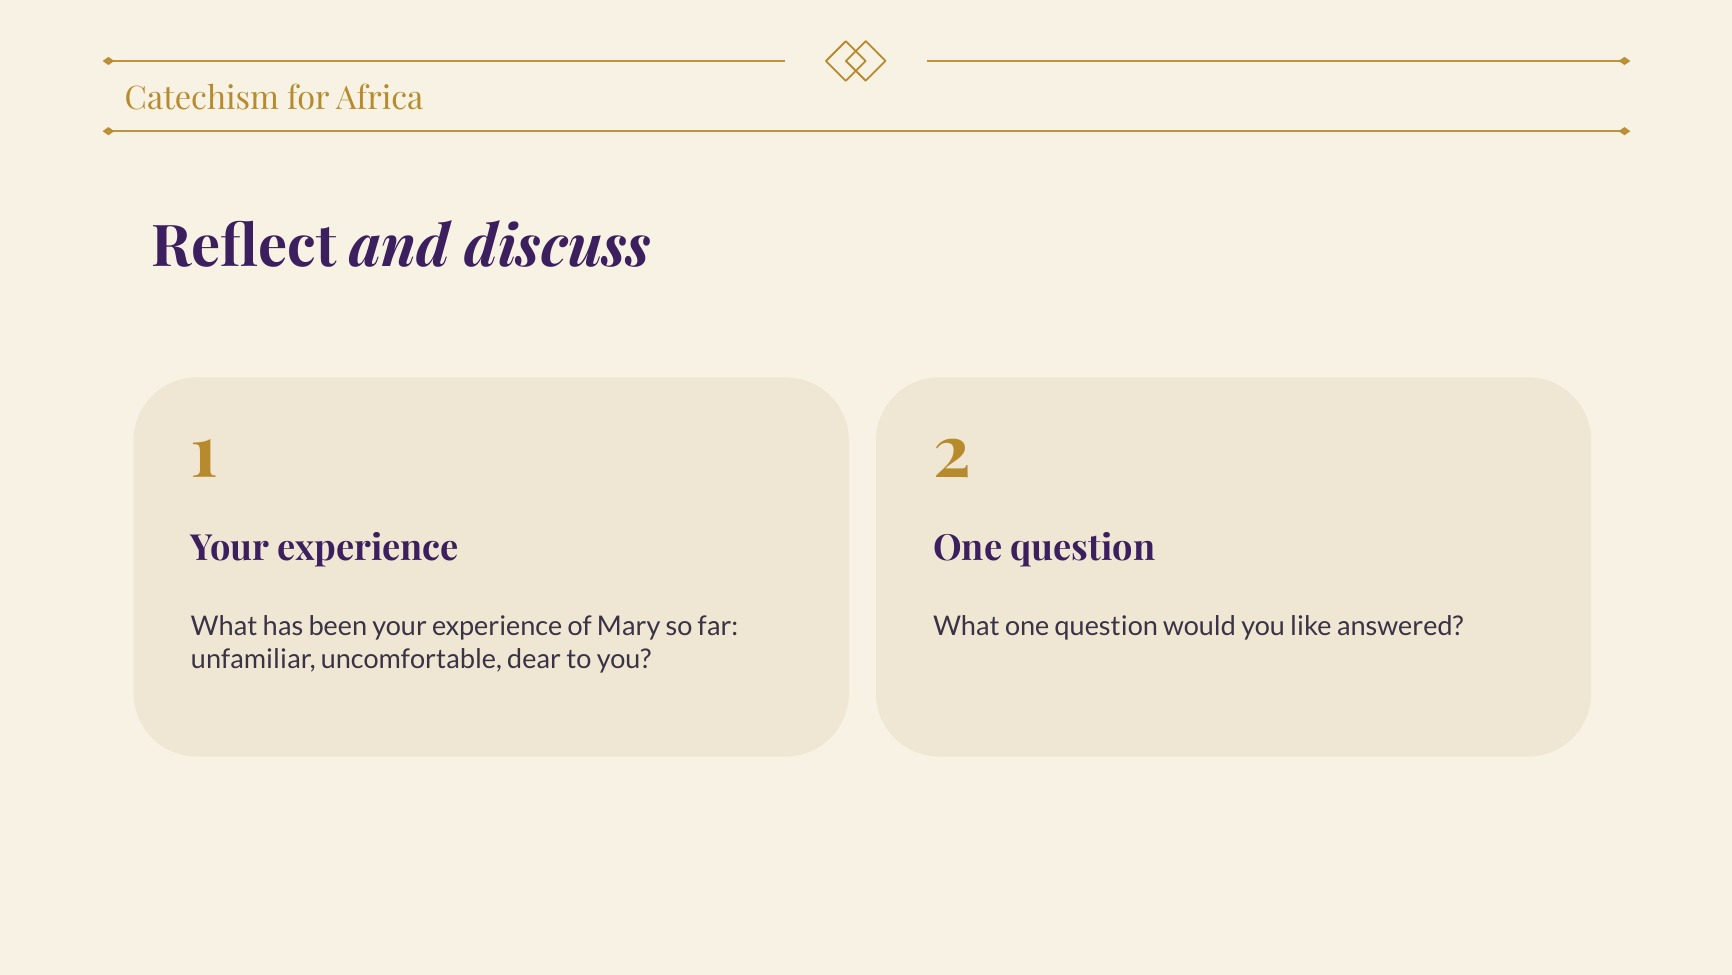 Catechism for Africa
Reflect and discuss
1
Your experience
What has been your experience of Mary so far:
unfamiliar, uncomfortable, dear to you?
2
One question
What one question would you like answered?